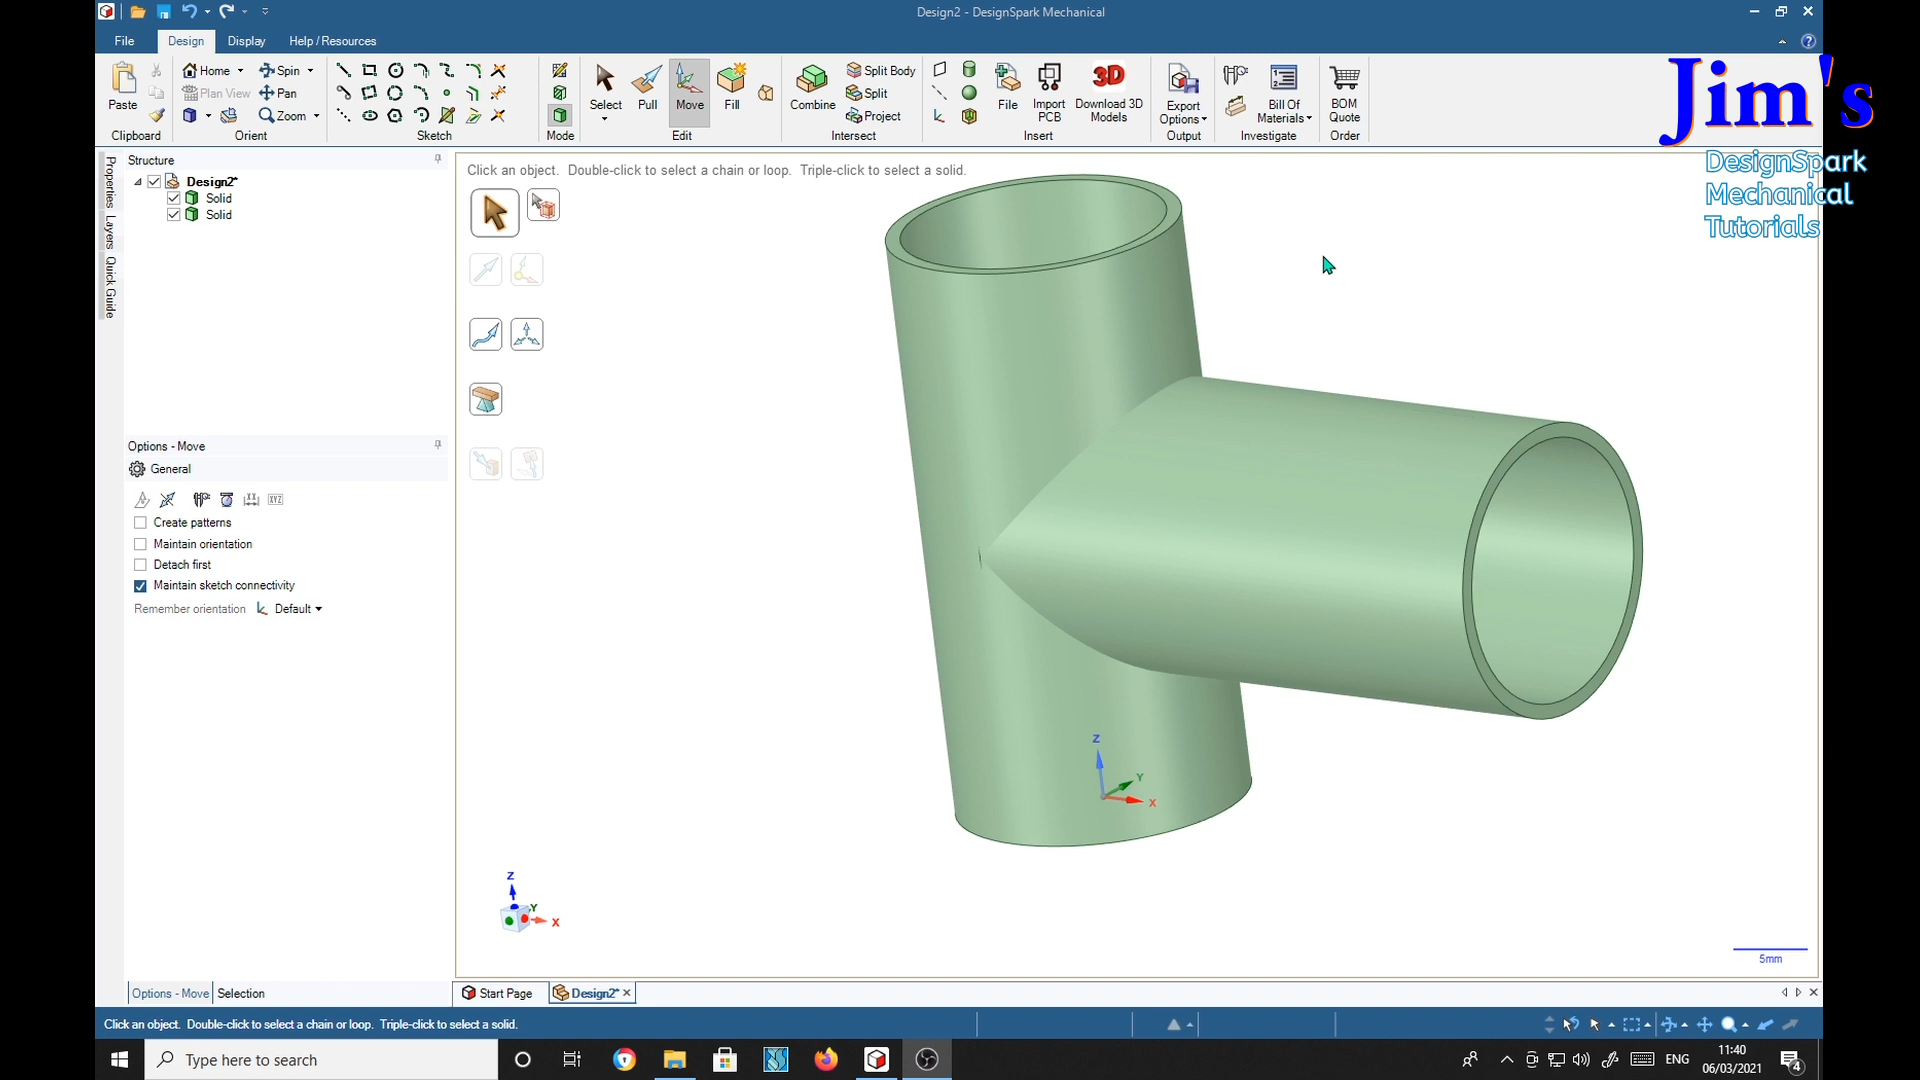 Design2 - DesignSpark Mechanical
File Design Display Help/Resources
Paste
Clipboard
Home Spin
Plan View Pan
Zoom
Orient
Sketch
Mode
Select Pull Move Fill
Edit
Combine
Split Body
Split
Project
Intersect
File Import PCB Download 3D Models
3D
Insert
Export Options
Output
Bill Of Materials
Investigate
BOM Quote
Order
Jim's
DesignSpark
Mechanical
Tutorials
Properties
Layers
Quick Guide
Structure
Design2*
Solid
Solid
Click an object. Double-click to select a chain or loop. Triple-click to select a solid.
Options - Move
General
XYZ
Create patterns
Maintain orientation
Detach first
Maintain sketch connectivity
Remember orientation Default
Z
Y
X
Z
Y
X
5mm
Options - Move Selection
Start Page Design2*
Click an object. Double-click to select a chain or loop. Triple-click to select a solid.
Type here to search
ENG
11:40
06/03/2021
4